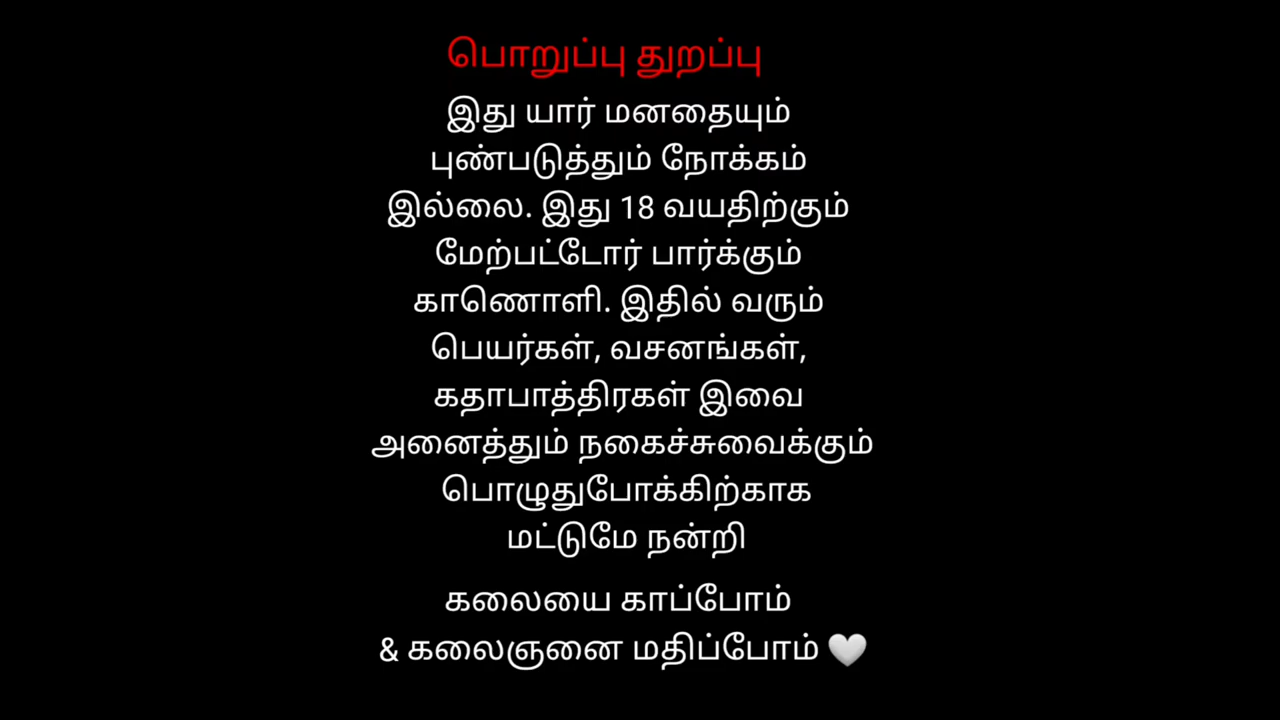 பொறுப்பு துறப்பு
இது யார் மனதையும்
புண்படுத்தும் நோக்கம்
இல்லை. இது 18 வயதிற்கும்
மேற்பட்டோர் பார்க்கும்
காணொளி. இதில் வரும்
பெயர்கள், வசனங்கள்,
கதாபாத்திரகள் இவை
அனைத்தும் நகைச்சுவைக்கும்
பொழுதுபோக்கிற்காக
மட்டுமே நன்றி
கலையை காப்போம்
& கலைஞனை மதிப்போம் 🤍